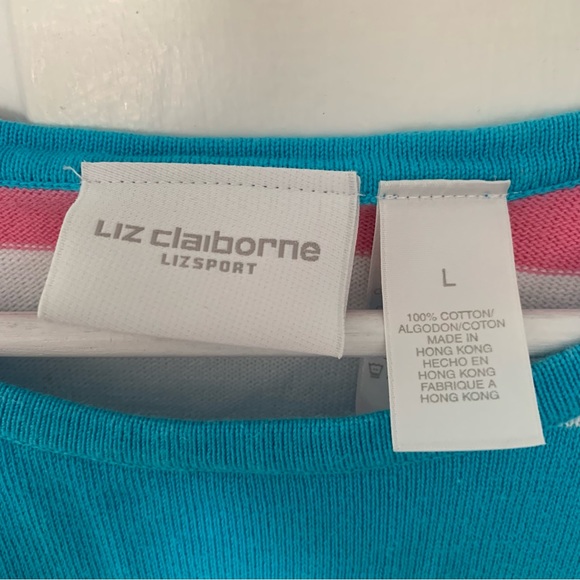 Liz claiborne
LIZSPORT
L
100% COTTON/
ALGODON/COTON
MADE IN
HONG KONG
HECHO EN
HONG KONG
FABRIQUE A
HONG KONG